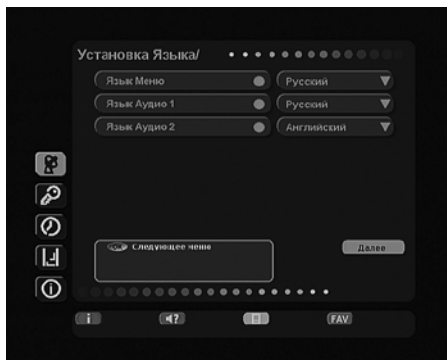 Установка Языка/
Язык Меню Русский
Язык Аудио 1 Русский
Язык Аудио 2 Английский
Следующее меню
Далее
i ? FAV